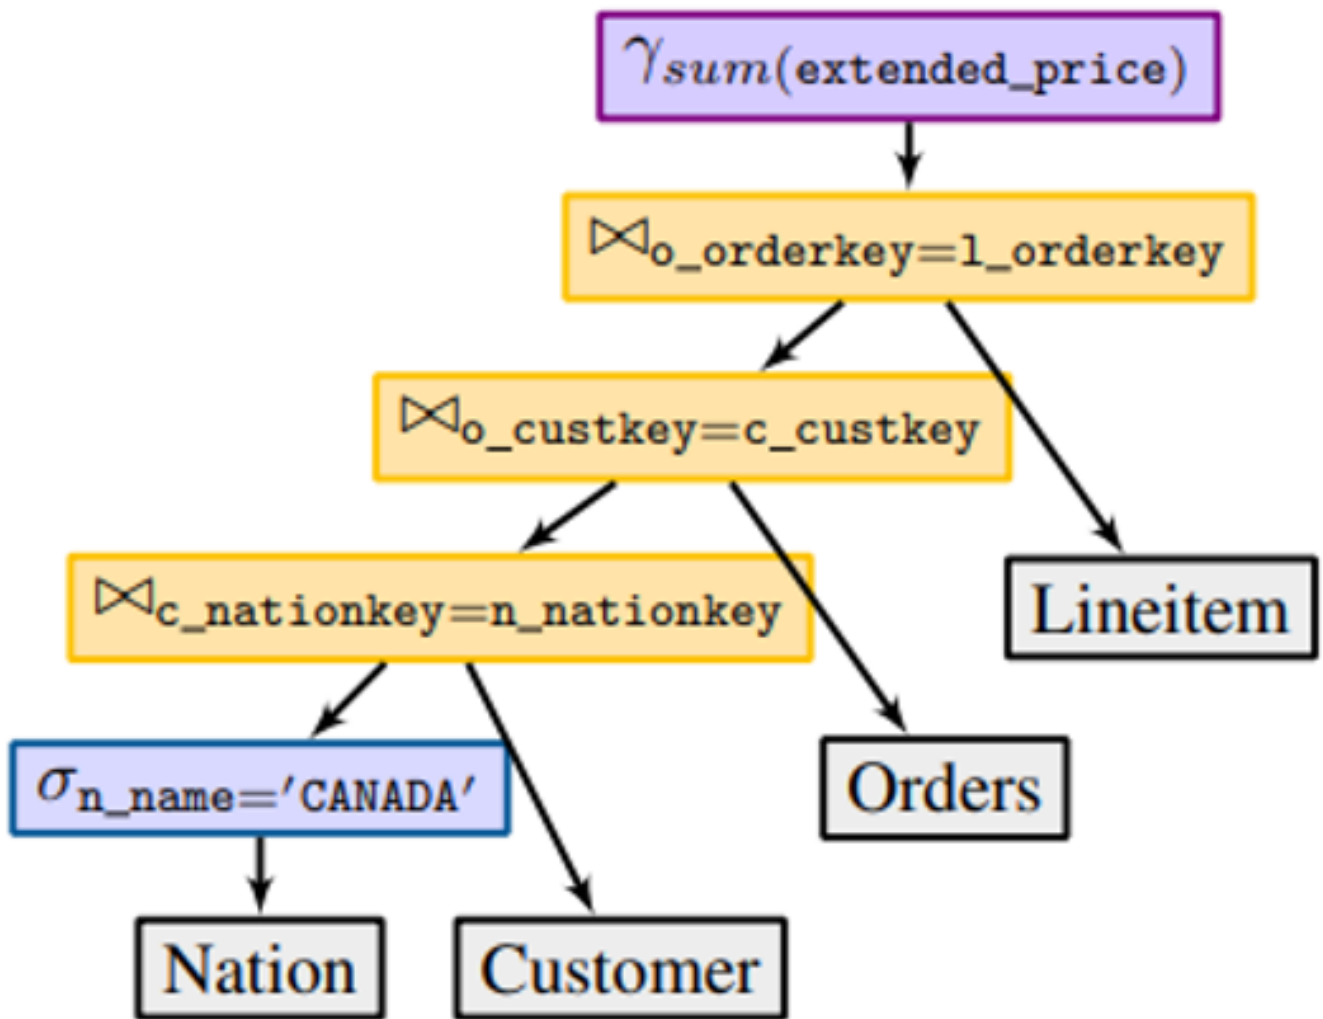 γsum(extended_price)
⋈o_orderkey=l_orderkey
⋈o_custkey=c_custkey
⋈c_nationkey=n_nationkey
Lineitem
σn_name='CANADA'
Orders
Nation
Customer